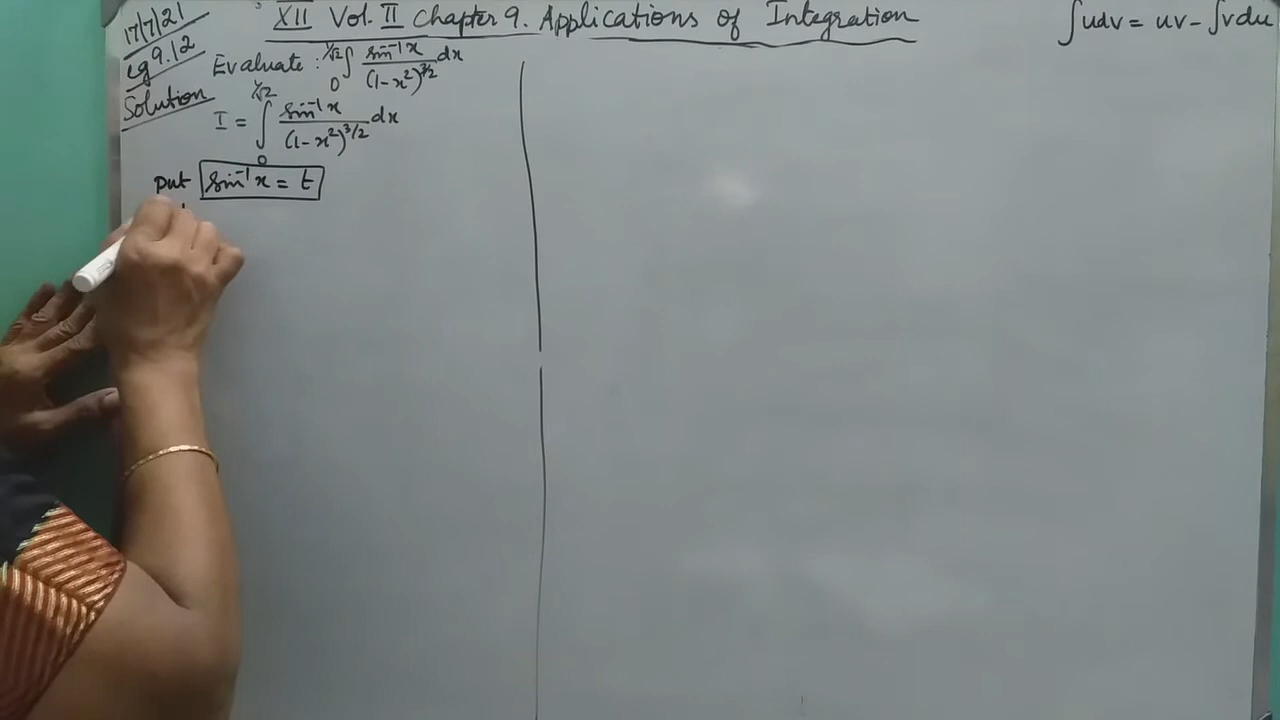 17/7/21
XII Vol. II Chapter 9. Applications of Integration
∫udv = uv - ∫vdu
eg 9.12
Evaluate : ∫₀^{1/√2} sin⁻¹x / (1-x²)^{3/2} dx
Solution
I = ∫₀^{1/√2} sin⁻¹x / (1-x²)^{3/2} dx
put sin⁻¹x = t